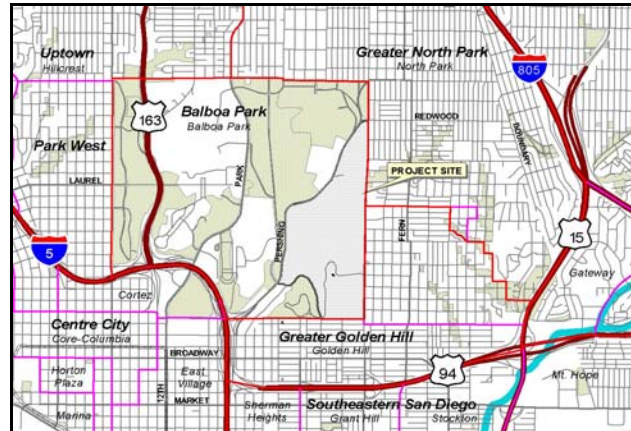 Uptown
Hillcrest
Greater North Park
North Park
805
Balboa Park
Balboa Park
163
REDWOOD
BOUNDARY
Park West
LAUREL
PARK
PROJECT SITE
PERSHING
FERN
15
5
Gateway
Cortez
Centre City
Core-Columbia
Greater Golden Hill
Golden Hill
BROADWAY
94
Horton
Plaza
East
Village
Mt. Hope
12TH
MARKET
Marina
Sherman
Heights
Southeastern San Diego
Grant Hill
Stockton